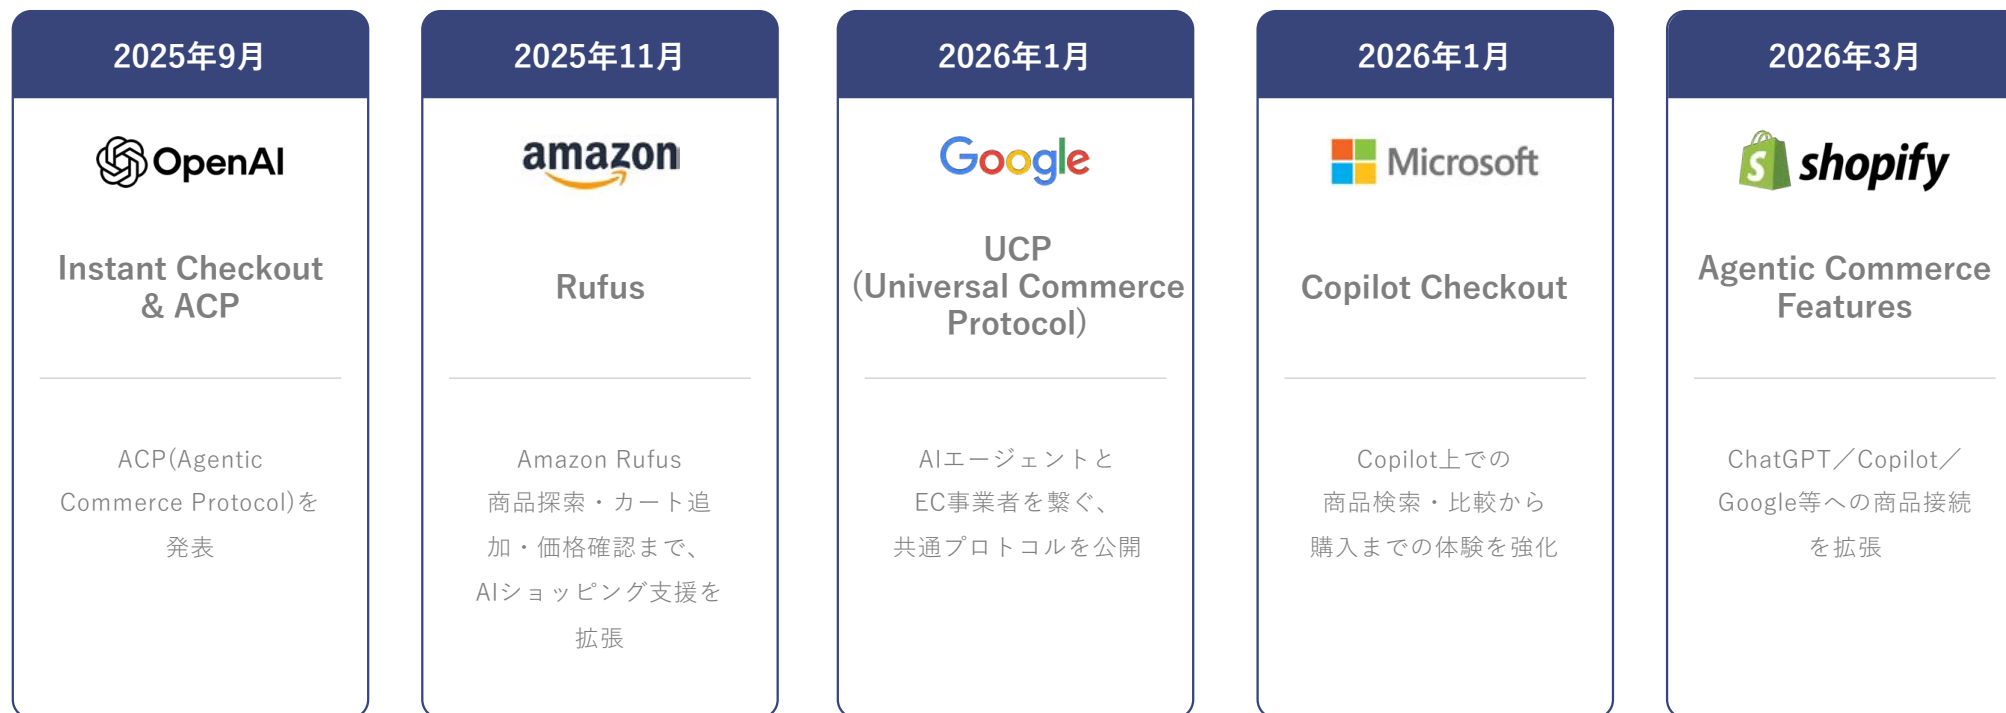 2025年9月
OpenAI
Instant Checkout
& ACP
ACP(Agentic
Commerce Protocol)を
発表
2025年11月
amazon
Rufus
Amazon Rufus
商品探索・カート追
加・価格確認まで、
AIショッピング支援を
拡張
2026年1月
Google
UCP
(Universal Commerce
Protocol)
AIエージェントと
EC事業者を繋ぐ、
共通プロトコルを公開
2026年1月
Microsoft
Copilot Checkout
Copilot上での
商品検索・比較から
購入までの体験を強化
2026年3月
shopify
Agentic Commerce
Features
ChatGPT／Copilot／
Google等への商品接続
を拡張